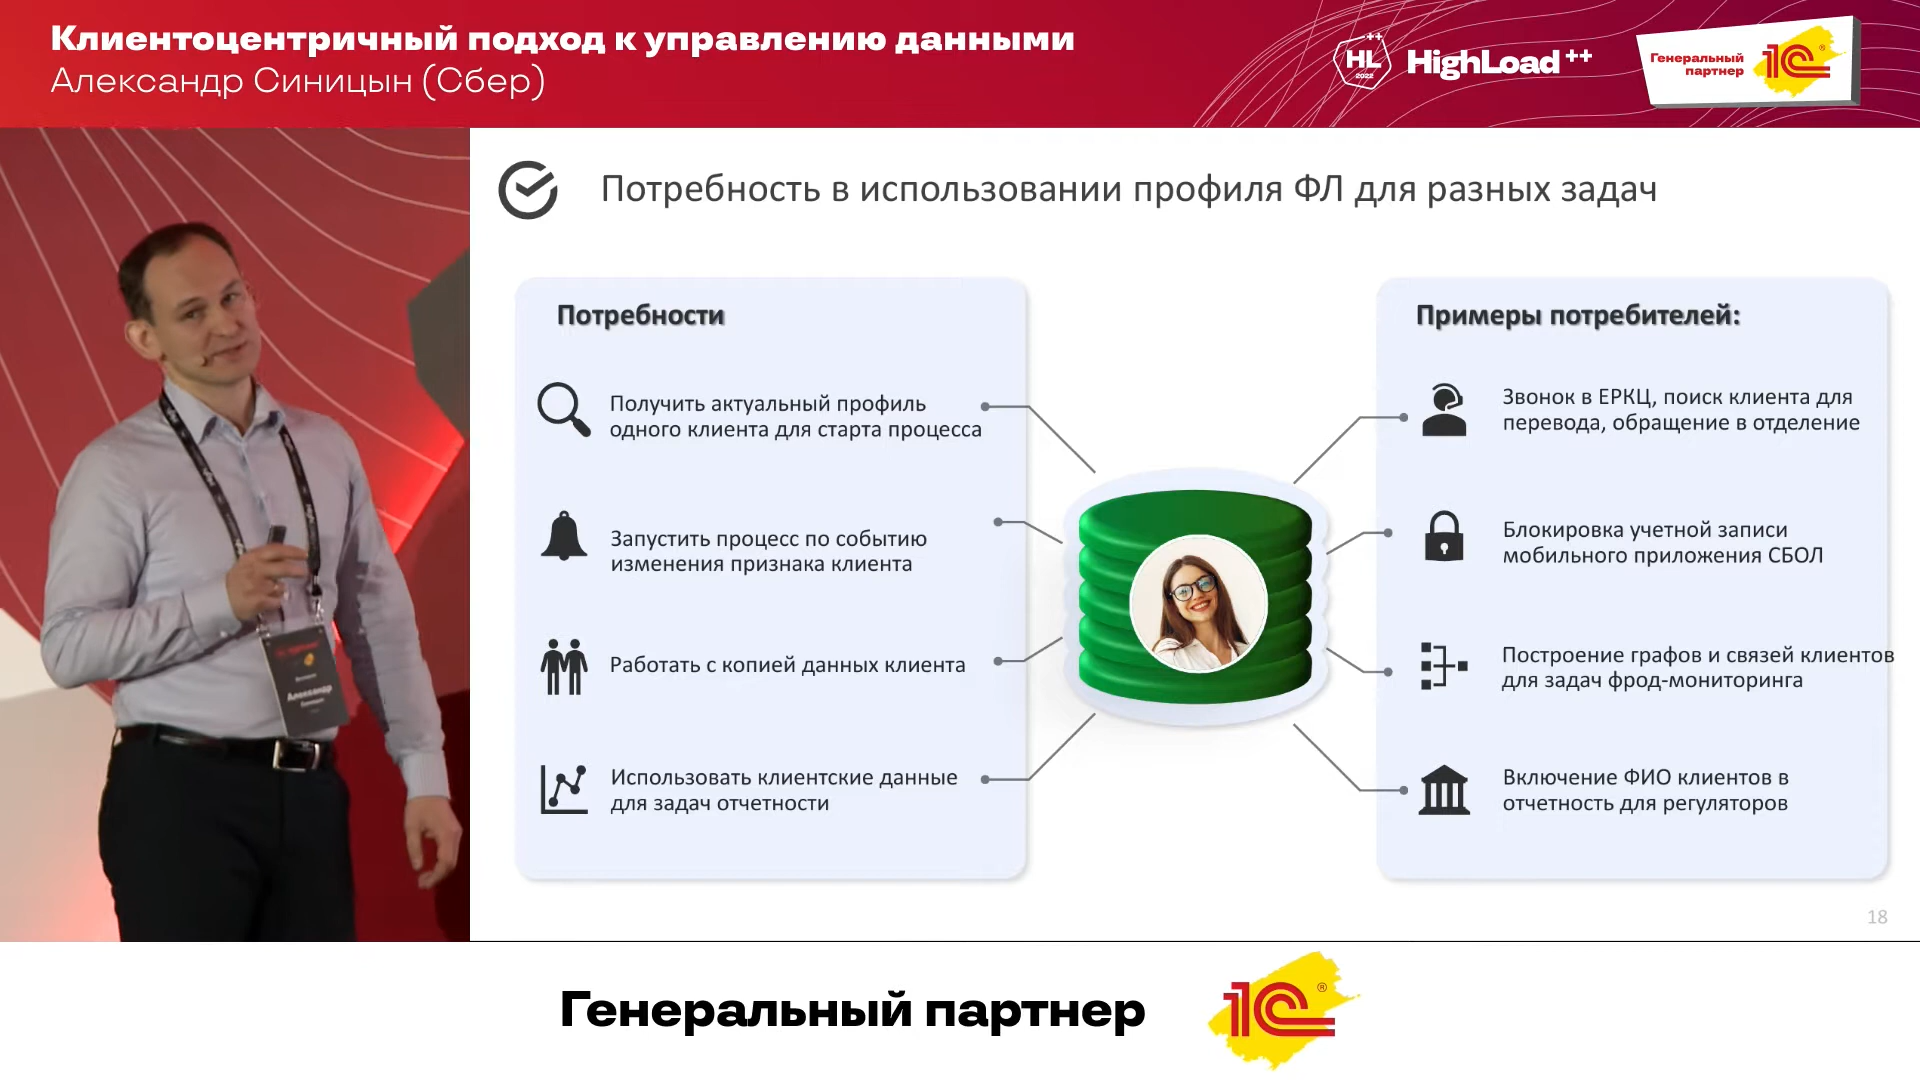 Клиентоцентричный подход к управлению данными
Александр Синицын (Сбер)
HL++
2022
HighLoad++
Генеральный
партнер
1С®
Потребность в использовании профиля ФЛ для разных задач
Потребности
Получить актуальный профиль
одного клиента для старта процесса
Запустить процесс по событию
изменения признака клиента
Работать с копией данных клиента
Использовать клиентские данные
для задач отчетности
Примеры потребителей:
Звонок в ЕРКЦ, поиск клиента для
перевода, обращение в отделение
Блокировка учетной записи
мобильного приложения СБОЛ
Построение графов и связей клиентов
для задач фрод-мониторинга
Включение ФИО клиентов в
отчетность для регуляторов
18
Александр
Генеральный партнер
1С®